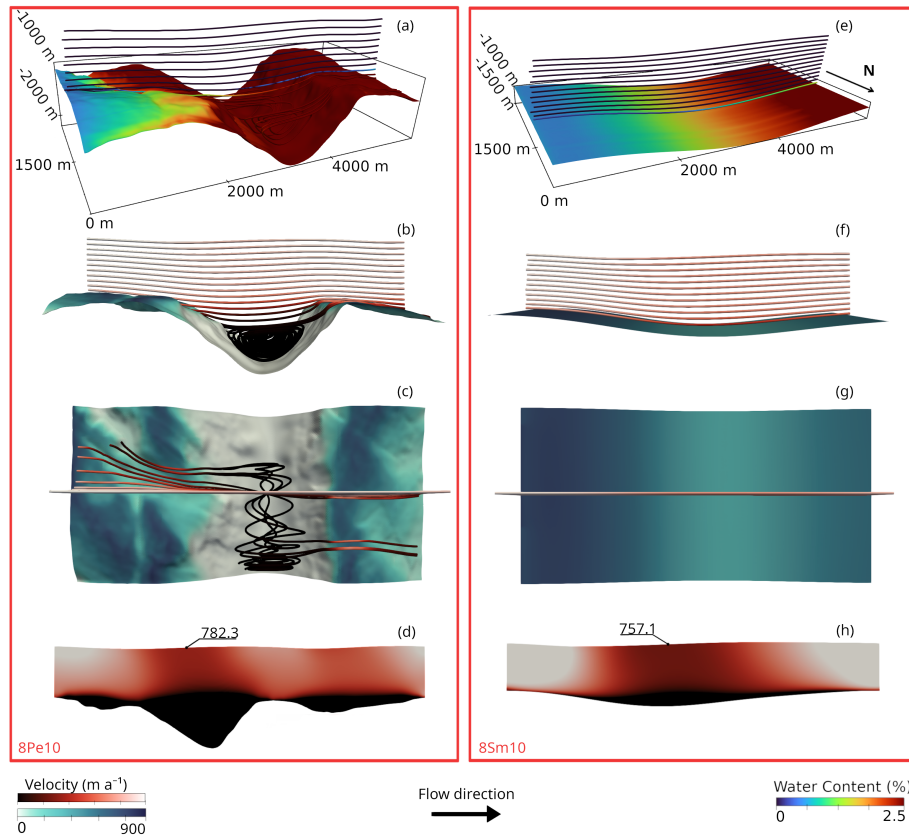 (a)
-1000 m
-2000 m
1500 m
0 m
2000 m
4000 m
(b)
(c)
782.3
(d)
8Pe10
(e)
-1000 m
-1500 m
N
1500 m
0 m
2000 m
4000 m
(f)
(g)
757.1
(h)
8Sm10
Velocity (m a⁻¹)
0 900
Flow direction
Water Content (%)
0 2.5